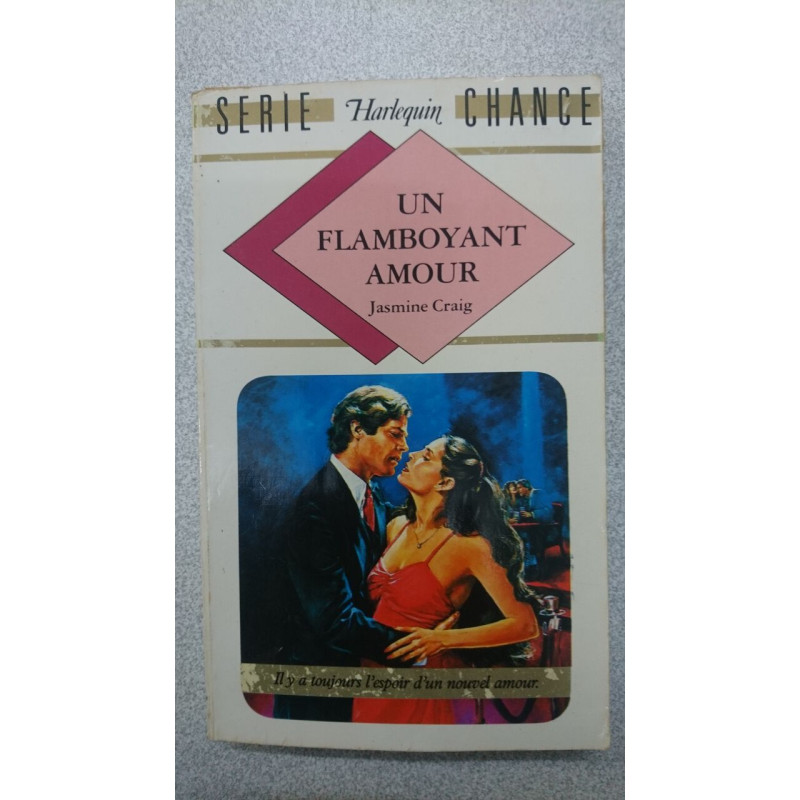 SERIE Harlequin CHANCE
UN
FLAMBOYANT
AMOUR
Jasmine Craig
Il y a toujours l'espoir d'un nouvel amour.